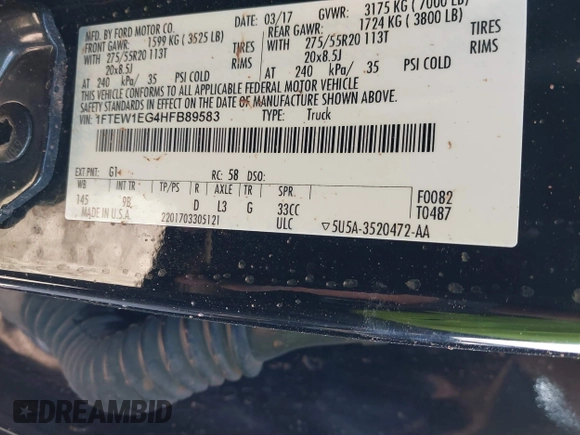 MFD. BY FORD MOTOR CO.
DATE: 03/17 GVWR: 3175 KG ( 7000 LB)
FRONT GAWR: 1599 KG ( 3525 LB) REAR GAWR: 1724 KG ( 3800 LB)
WITH 275/55R20 113T TIRES WITH 275/55R20 113T TIRES
20x8.5J RIMS 20x8.5J RIMS
AT 240 kPa/ 35 PSI COLD AT 240 kPa/ 35 PSI COLD
THIS VEHICLE CONFORMS TO ALL APPLICABLE FEDERAL MOTOR VEHICLE
SAFETY STANDARDS IN EFFECT ON THE DATE OF MANUFACTURE SHOWN ABOVE.
VIN: 1FTEW1EG4HFB89583 TYPE: Truck
EXT PNT: G1 RC: 58 DSO:
WB INT TR TP/PS R AXLE TR SPR F0082
145 9B D L3 G 33CC T0487
MADE IN U.S.A. 2201703305121 ULC ▽5U5A-3520472-AA
DREAMBID